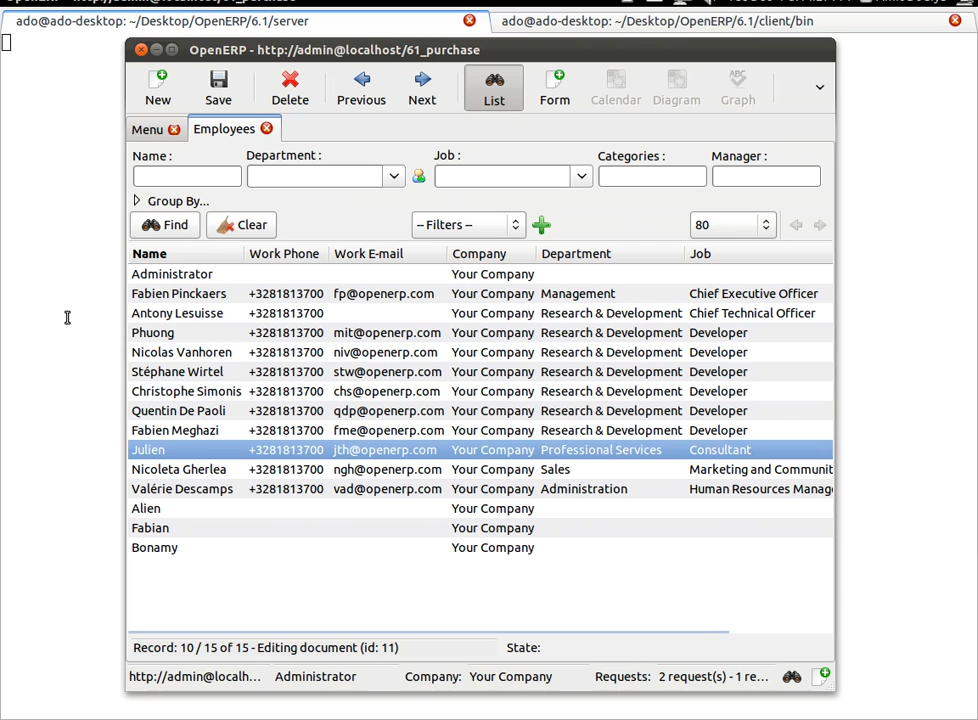 ado@ado-desktop: ~/Desktop/OpenERP/6.1/server
ado@ado-desktop: ~/Desktop/OpenERP/6.1/client/bin
OpenERP - http://admin@localhost/61_purchase
New Save Delete Previous Next List Form Calendar Diagram Graph
ABC
Menu Employees
Name : Department : Job : Categories : Manager :
Group By...
Find Clear -- Filters -- 80
Name Work Phone Work E-mail Company Department Job
Administrator Your Company
Fabien Pinckaers +3281813700 fp@openerp.com Your Company Management Chief Executive Officer
Antony Lesuisse +3281813700 Your Company Research & Development Chief Technical Officer
Phuong +3281813700 mit@openerp.com Your Company Research & Development Developer
Nicolas Vanhoren +3281813700 niv@openerp.com Your Company Research & Development Developer
Stéphane Wirtel +3281813700 stw@openerp.com Your Company Research & Development Developer
Christophe Simonis +3281813700 chs@openerp.com Your Company Research & Development Developer
Quentin De Paoli +3281813700 qdp@openerp.com Your Company Research & Development Developer
Fabien Meghazi +3281813700 fme@openerp.com Your Company Research & Development Developer
Julien +3281813700 jth@openerp.com Your Company Professional Services Consultant
Nicoleta Gherlea +3281813700 ngh@openerp.com Your Company Sales Marketing and Communit
Valérie Descamps +3281813700 vad@openerp.com Your Company Administration Human Resources Manag
Alien Your Company
Fabian Your Company
Bonamy Your Company
Record: 10 / 15 of 15 - Editing document (id: 11) State:
http://admin@localh... Administrator Company: Your Company Requests: 2 request(s) - 1 re...